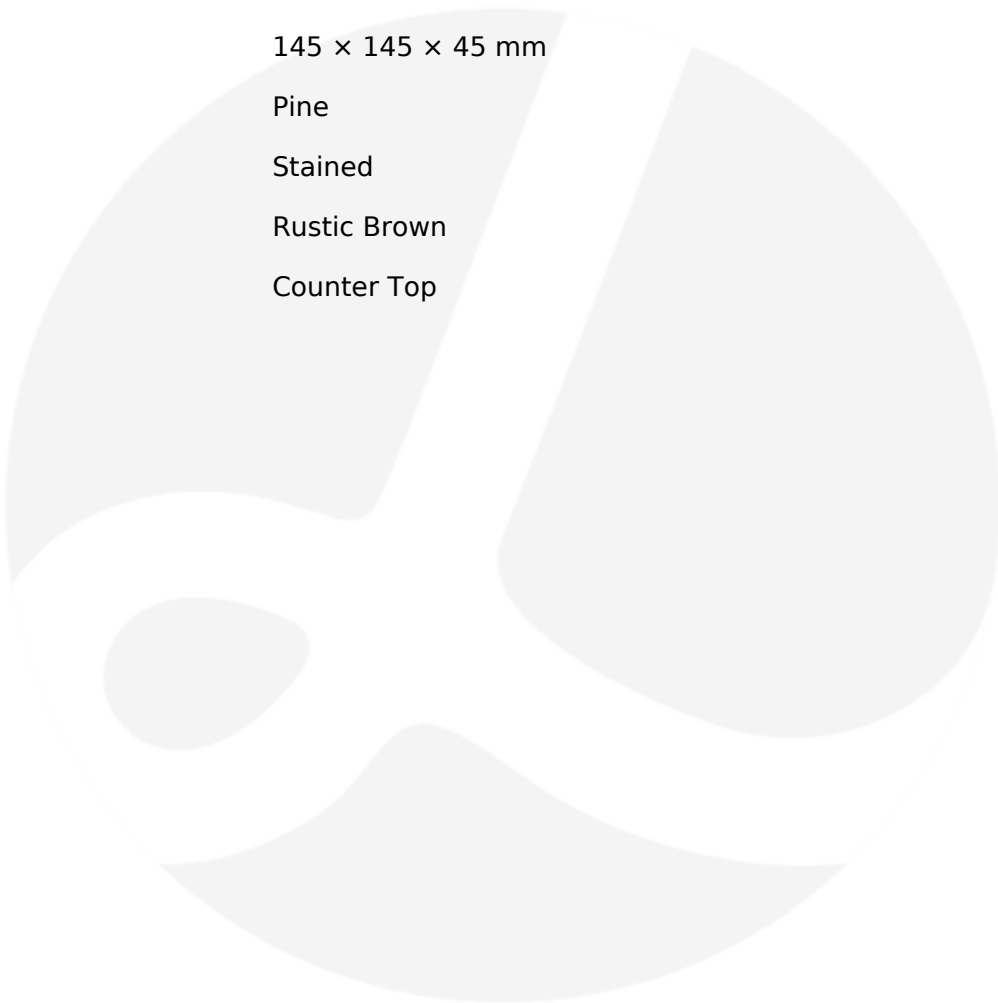 145 × 145 × 45 mm
Pine
Stained
Rustic Brown
Counter Top